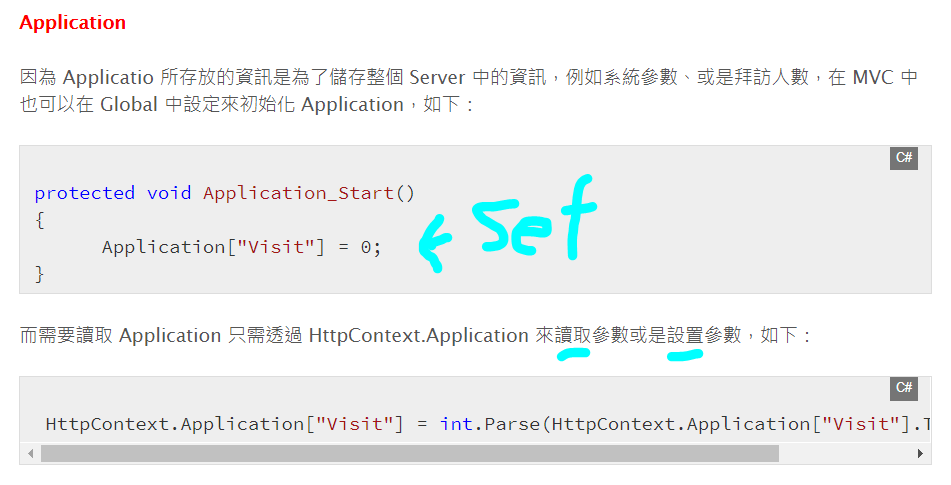 Application
因為 Applicatio 所存放的資訊是為了儲存整個 Server 中的資訊，例如系統參數、或是拜訪人數，在 MVC 中
也可以在 Global 中設定來初始化 Application，如下：
C#
protected void Application_Start()
{
Application["Visit"] = 0;
}
← Set
而需要讀取 Application 只需透過 HttpContext.Application 來讀取參數或是設置參數，如下：
C#
HttpContext.Application["Visit"] = int.Parse(HttpContext.Application["Visit"].